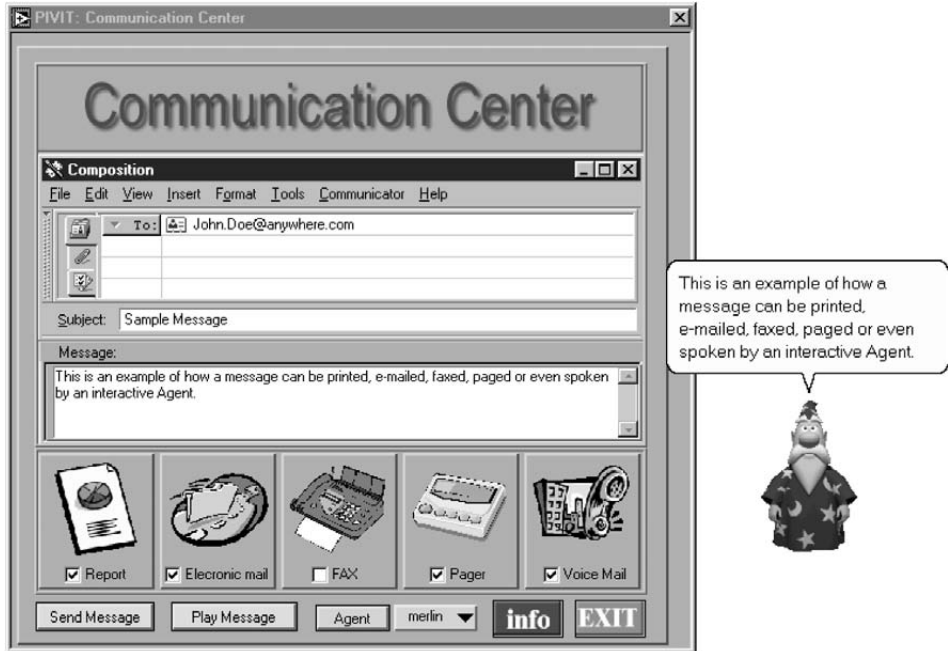 PIVIT: Communication Center
Communication Center
Composition
File Edit View Insert Format Tools Communicator Help
To: John.Doe@anywhere.com
Subject: Sample Message
Message:
This is an example of how a message can be printed, e-mailed, faxed, paged or even spoken
by an interactive Agent.
This is an example of how a
message can be printed,
e-mailed, faxed, paged or even
spoken by an interactive Agent.
Report Elecronic mail FAX Pager Voice Mail
Send Message Play Message Agent merlin info EXIT